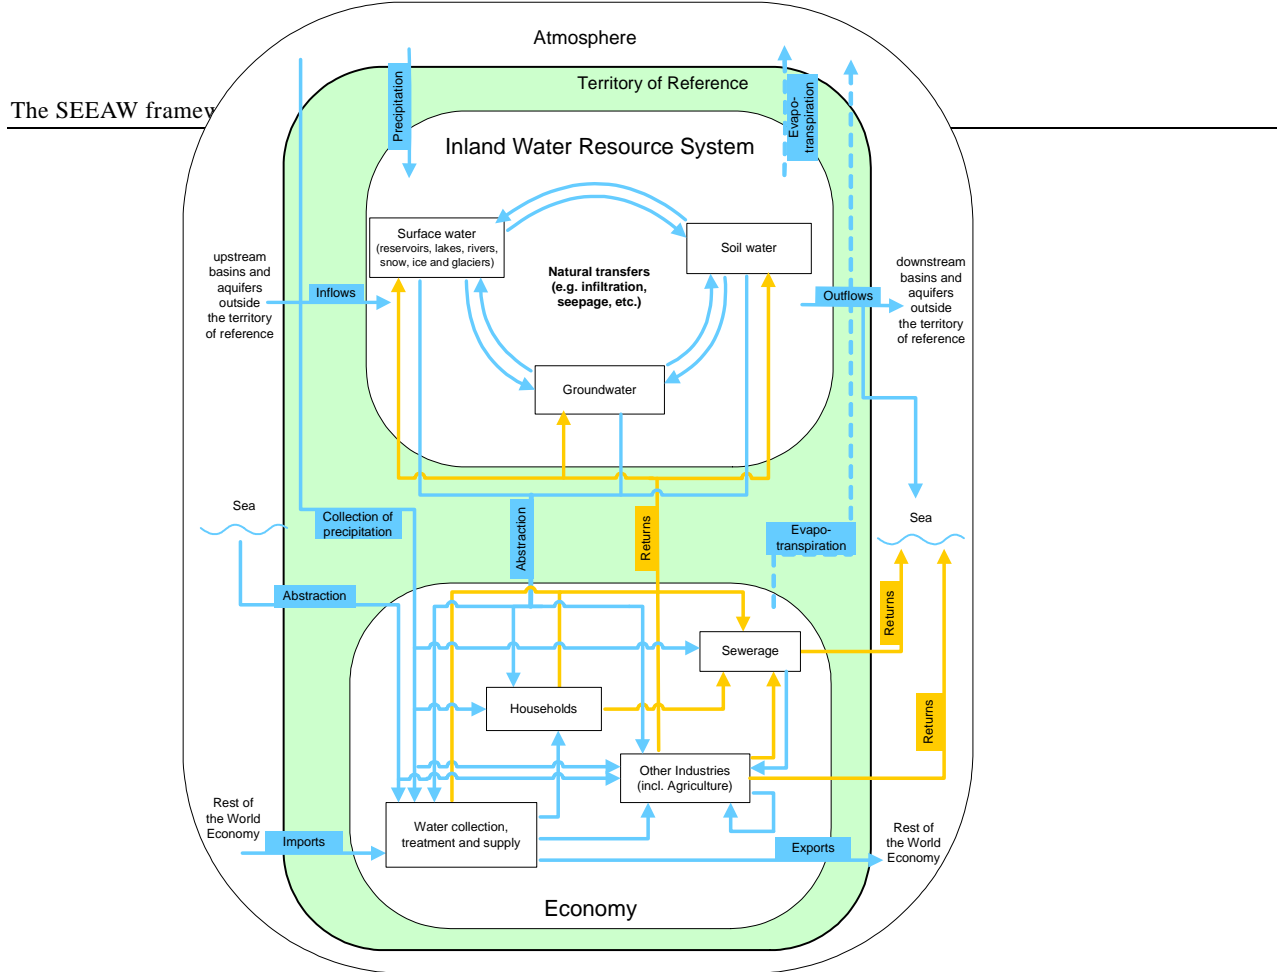 Atmosphere
Territory of Reference
The SEEAW framew
Precipitation
Evapo-
transpiration
Inland Water Resource System
Surface water
(reservoirs, lakes, rivers,
snow, ice and glaciers)
Soil water
Natural transfers
(e.g. infiltration,
seepage, etc.)
upstream
basins and
aquifers
outside
the territory
of reference
Inflows
Outflows
downstream
basins and
aquifers
outside
the territory
of reference
Groundwater
Sea
Collection of
precipitation
Abstraction
Returns
Evapo-
transpiration
Sea
Abstraction
Returns
Sewerage
Households
Returns
Other Industries
(incl. Agriculture)
Rest of
the World
Economy
Imports
Water collection,
treatment and supply
Exports
Rest of
the World
Economy
Economy